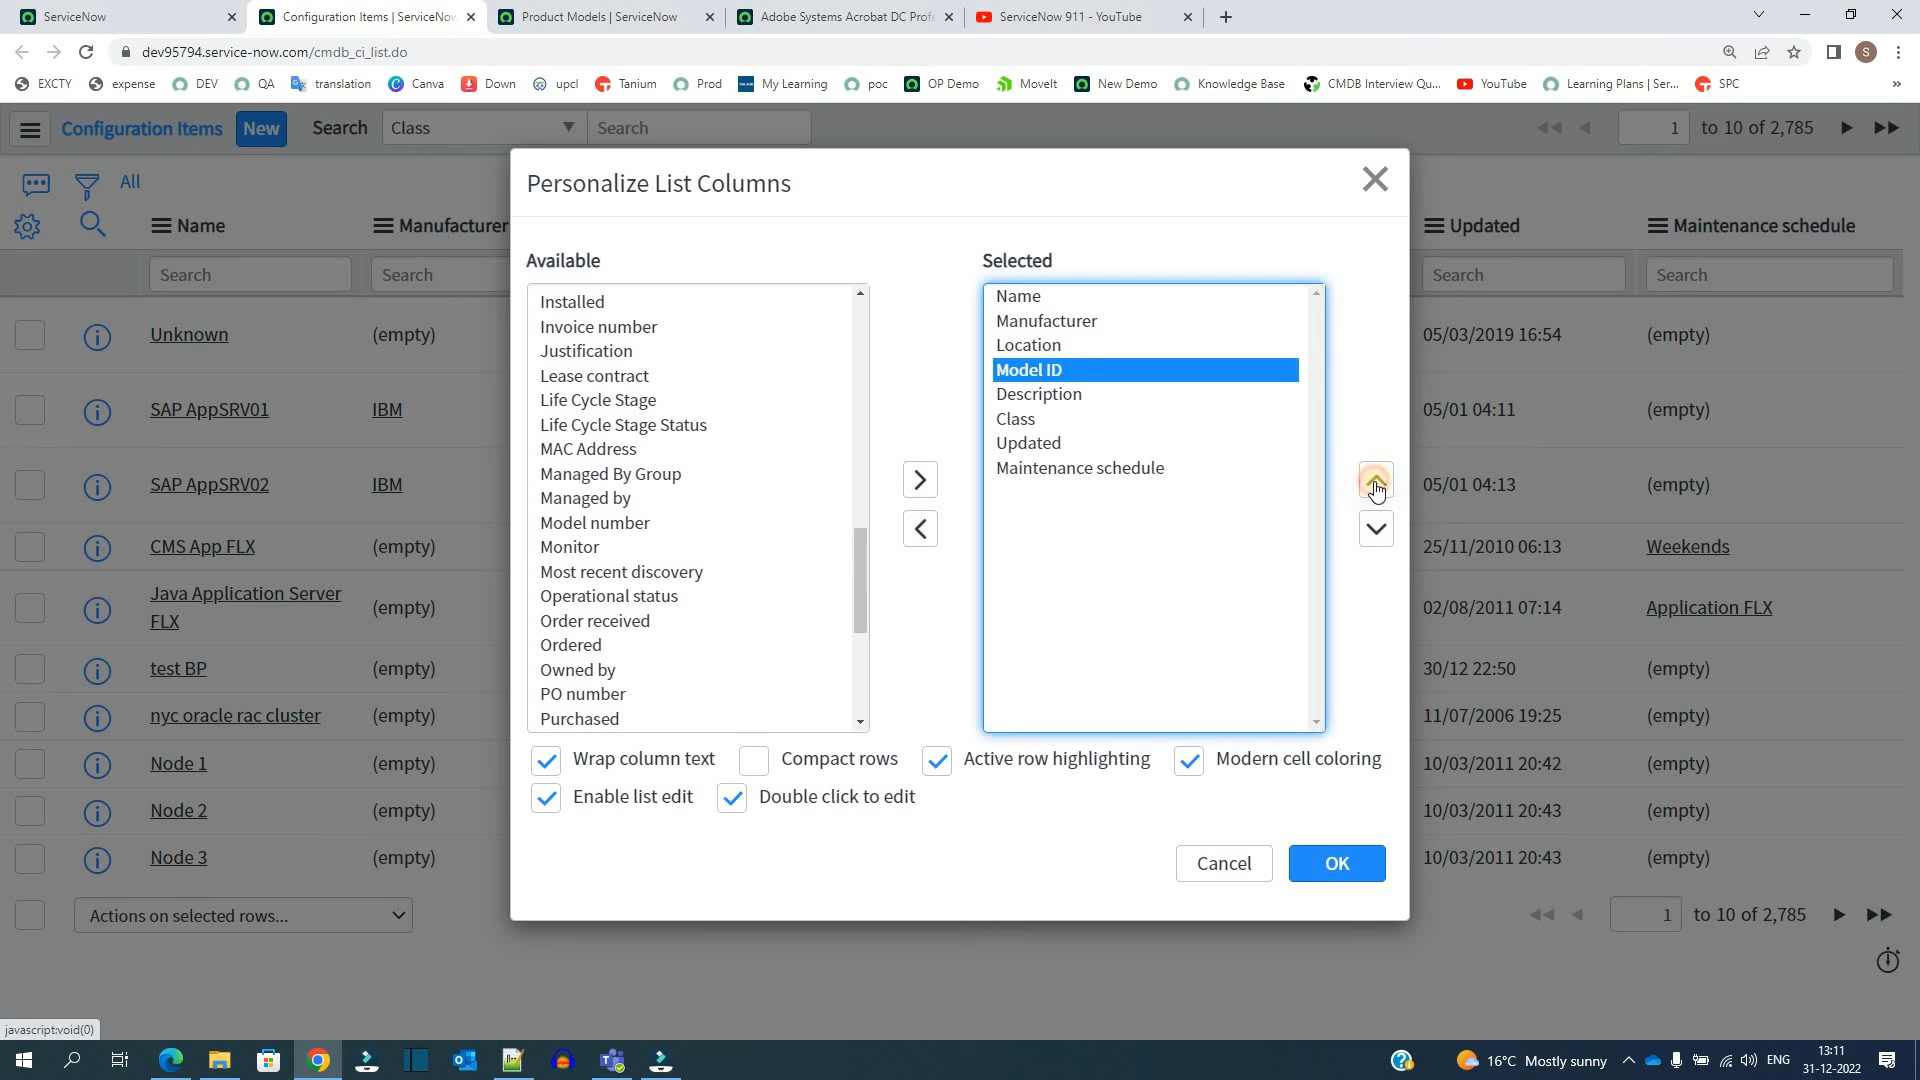 ServiceNow
Configuration Items | ServiceNow
Product Models | ServiceNow
Adobe Systems Acrobat DC Prof
ServiceNow 911 - YouTube
dev95794.service-now.com/cmdb_ci_list.do
S
EXCTY
expense
DEV
QA
translation
Canva
Down
upcl
Tanium
Prod
My Learning
poc
OP Demo
MoveIt
New Demo
Knowledge Base
CMDB Interview Qu...
YouTube
Learning Plans | Ser...
SPC
»
Configuration Items
New
Search
Class
Search
1
to 10 of 2,785
All
Name
Manufacturer
Updated
Maintenance schedule
Search
Search
Search
Search
Unknown
(empty)
05/03/2019 16:54
(empty)
SAP AppSRV01
IBM
05/01 04:11
(empty)
SAP AppSRV02
IBM
05/01 04:13
(empty)
CMS App FLX
(empty)
25/11/2010 06:13
Weekends
Java Application Server
FLX
(empty)
02/08/2011 07:14
Application FLX
test BP
(empty)
30/12 22:50
(empty)
nyc oracle rac cluster
(empty)
11/07/2006 19:25
(empty)
Node 1
(empty)
10/03/2011 20:42
(empty)
Node 2
(empty)
10/03/2011 20:43
(empty)
Node 3
(empty)
10/03/2011 20:43
(empty)
Actions on selected rows...
1
to 10 of 2,785
Personalize List Columns
Available
Installed
Invoice number
Justification
Lease contract
Life Cycle Stage
Life Cycle Stage Status
MAC Address
Managed By Group
Managed by
Model number
Monitor
Most recent discovery
Operational status
Order received
Ordered
Owned by
PO number
Purchased
Selected
Name
Manufacturer
Location
Model ID
Description
Class
Updated
Maintenance schedule
Wrap column text
Compact rows
Active row highlighting
Modern cell coloring
Enable list edit
Double click to edit
Cancel
OK
javascript:void(0)
16°C Mostly sunny
ENG
13:11
31-12-2022